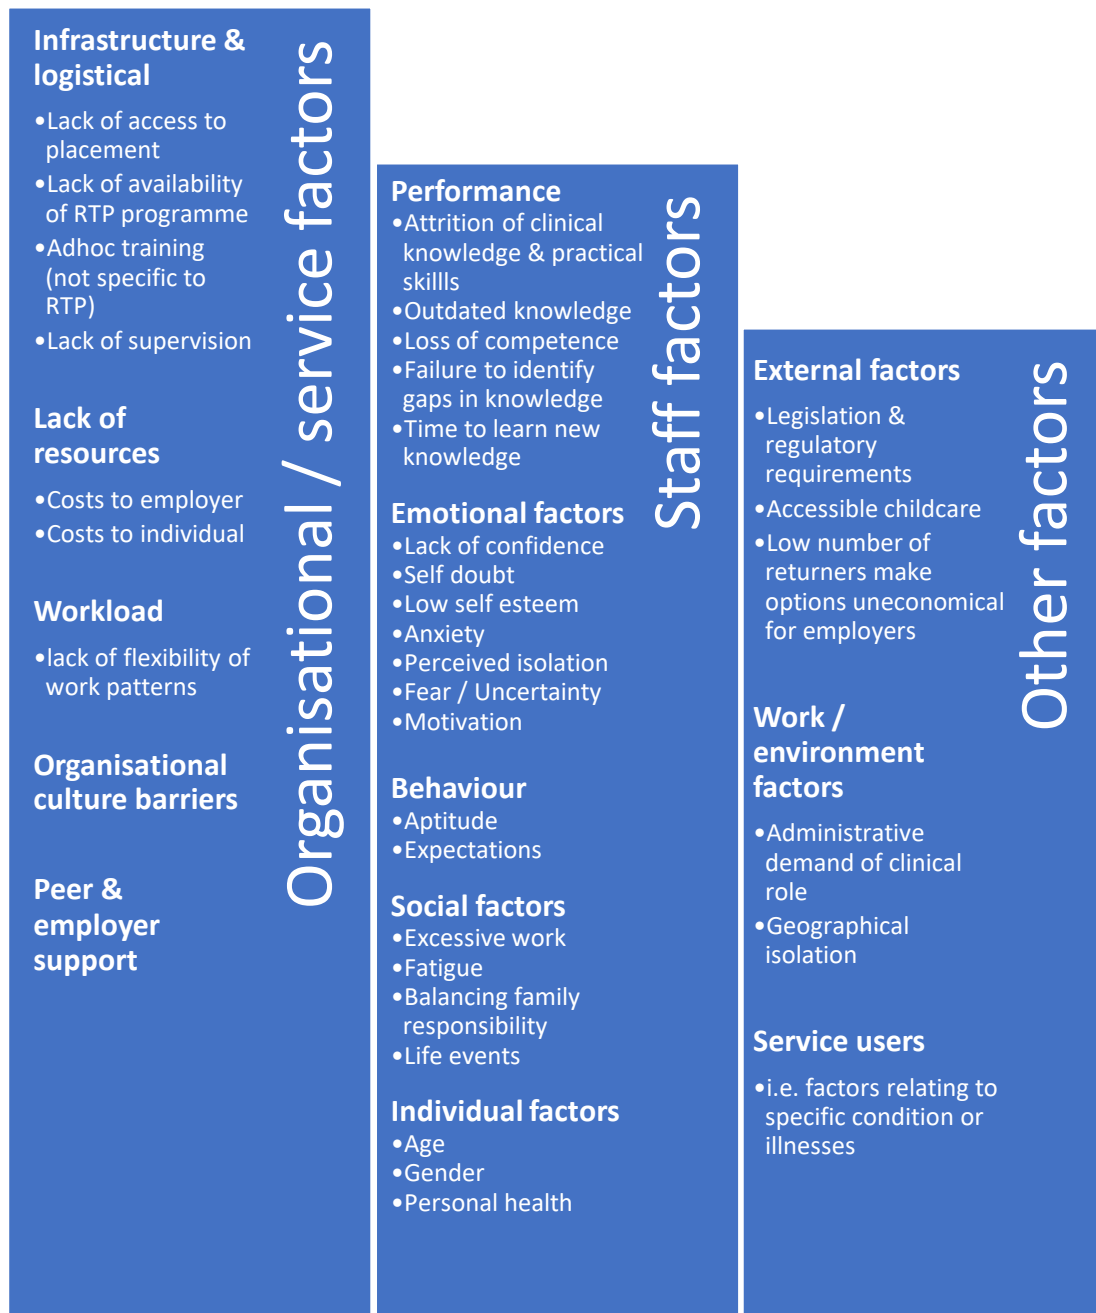 Infrastructure &
logistical
•Lack of access to
placement
•Lack of availability
of RTP programme
•Adhoc training
(not specific to
RTP)
•Lack of supervision
Lack of
resources
•Costs to employer
•Costs to individual
Workload
•lack of flexibility of
work patterns
Organisational
culture barriers
Peer &
employer
support
Organisational / service factors
Performance
•Attrition of clinical
knowledge & practical
skillls
•Outdated knowledge
•Loss of competence
•Failure to identify
gaps in knowledge
•Time to learn new
knowledge
Emotional factors
•Lack of confidence
•Self doubt
•Low self esteem
•Anxiety
•Perceived isolation
•Fear / Uncertainty
•Motivation
Behaviour
•Aptitude
•Expectations
Social factors
•Excessive work
•Fatigue
•Balancing family
responsibility
•Life events
Individual factors
•Age
•Gender
•Personal health
Staff factors
External factors
•Legislation &
regulatory
requirements
•Accessible childcare
•Low number of
returners make
options uneconomical
for employers
Work /
environment
factors
•Administrative
demand of clinical
role
•Geographical
isolation
Service users
•i.e. factors relating to
specific condition or
illnesses
Other factors